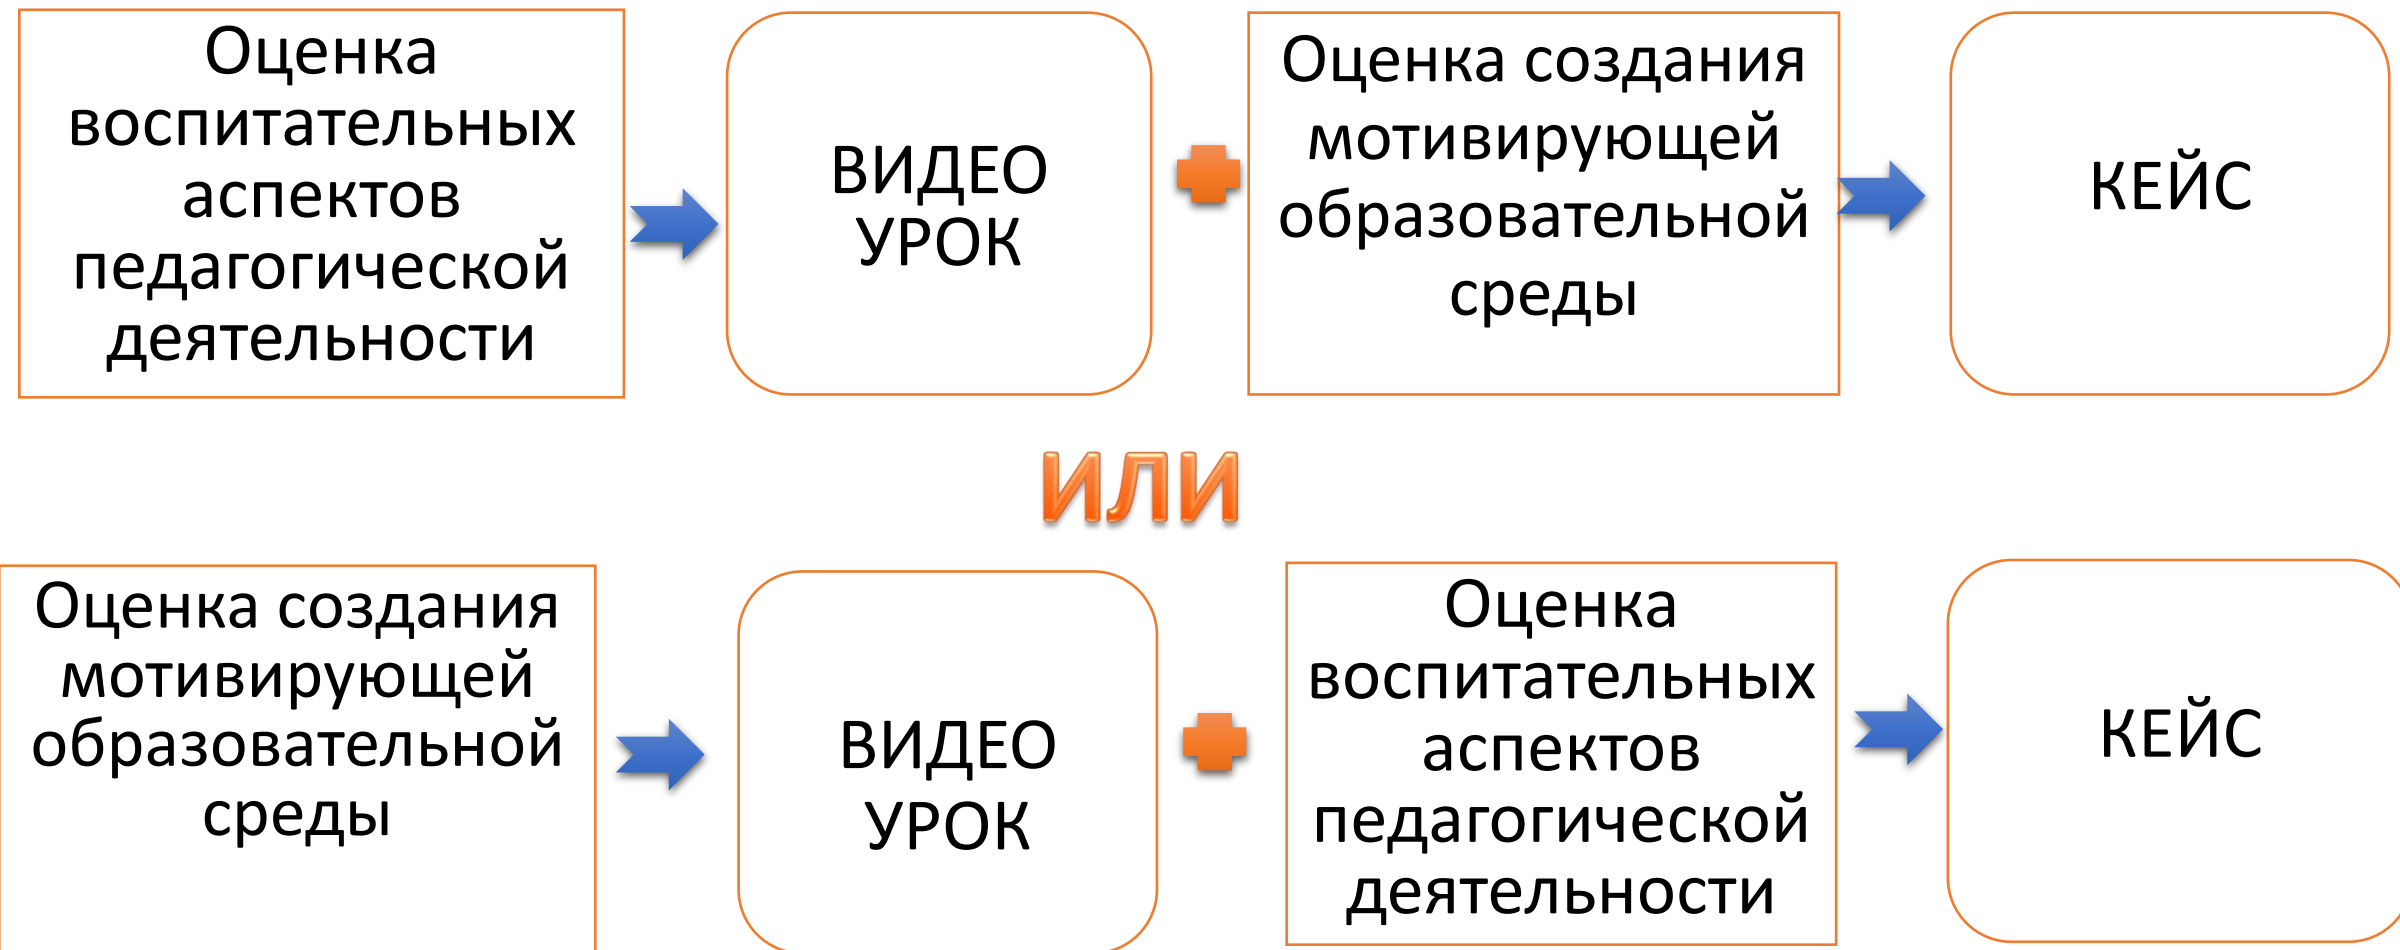 Оценка
воспитательных
аспектов
педагогической
деятельности
ВИДЕО
УРОК
Оценка создания
мотивирующей
образовательной
среды
КЕЙС
ИЛИ
Оценка создания
мотивирующей
образовательной
среды
ВИДЕО
УРОК
Оценка
воспитательных
аспектов
педагогической
деятельности
КЕЙС